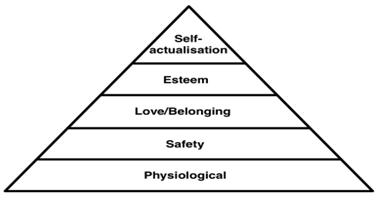 Self-
actualisation
Esteem
Love/Belonging
Safety
Physiological